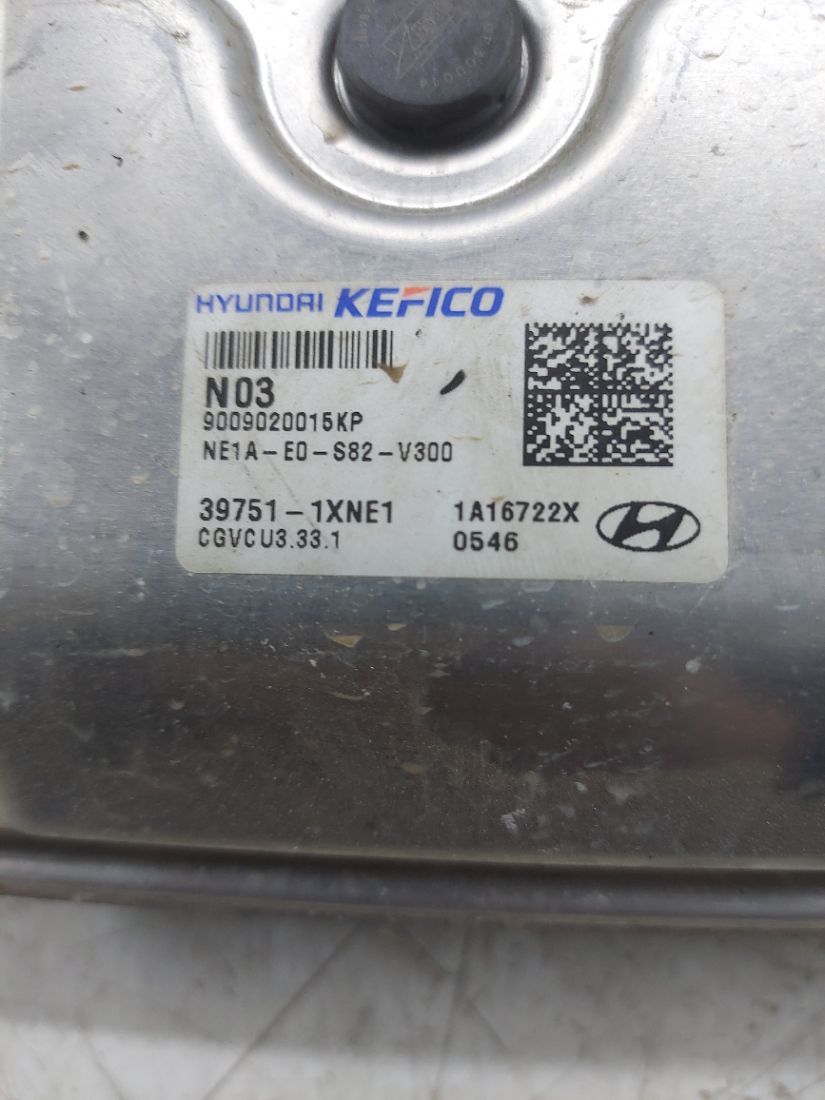 HYUNDAI KEFICO
N03
9009020015KP
NE1A-E0-S82-V300
39751-1XNE1 1A16722X
CGVCU3.33.1 0546